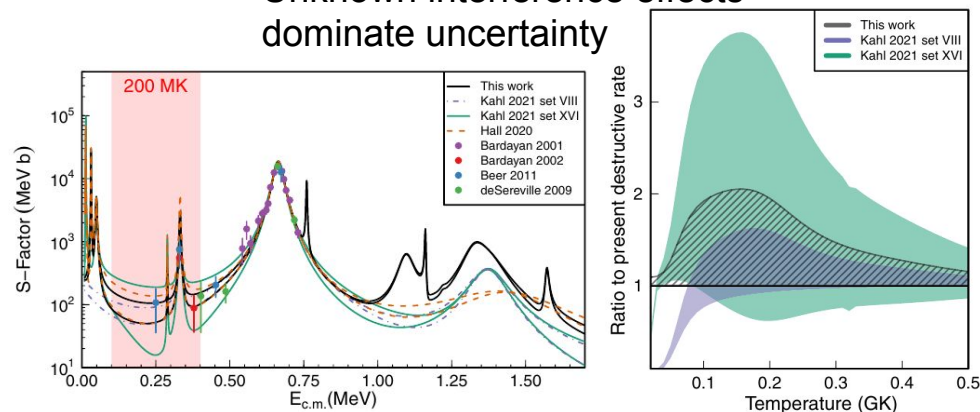 Unknown interference effects
dominate uncertainty
200 MK
This work
Kahl 2021 set VIII
Kahl 2021 set XVI
Hall 2020
Bardayan 2001
Bardayan 2002
Beer 2011
deSereville 2009
S−Factor (MeV b)
10^5
10^4
10^3
10^2
10^1
0.00 0.25 0.50 0.75 1.00 1.25 1.50
E_c.m.(MeV)
This work
Kahl 2021 set VIII
Kahl 2021 set XVI
Ratio to present destructive rate
3
2
1
0.1 0.2 0.3 0.4 0.5
Temperature (GK)